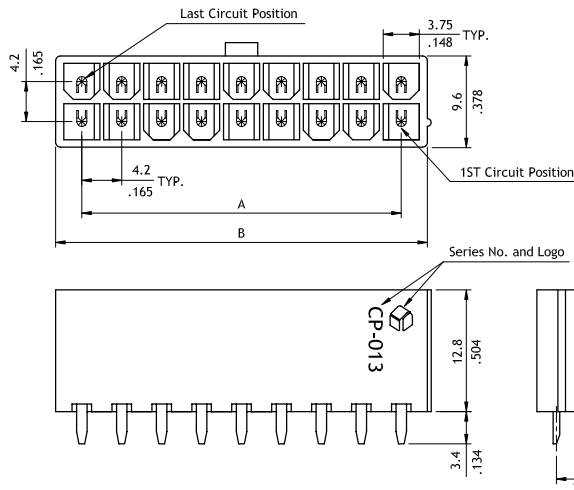 Last Circuit Position
3.75
.148
TYP.
4.2
.165
9.6
.378
4.2
.165
TYP.
1ST Circuit Position
A
B
Series No. and Logo
CP-013
12.8
.504
3.4
.134